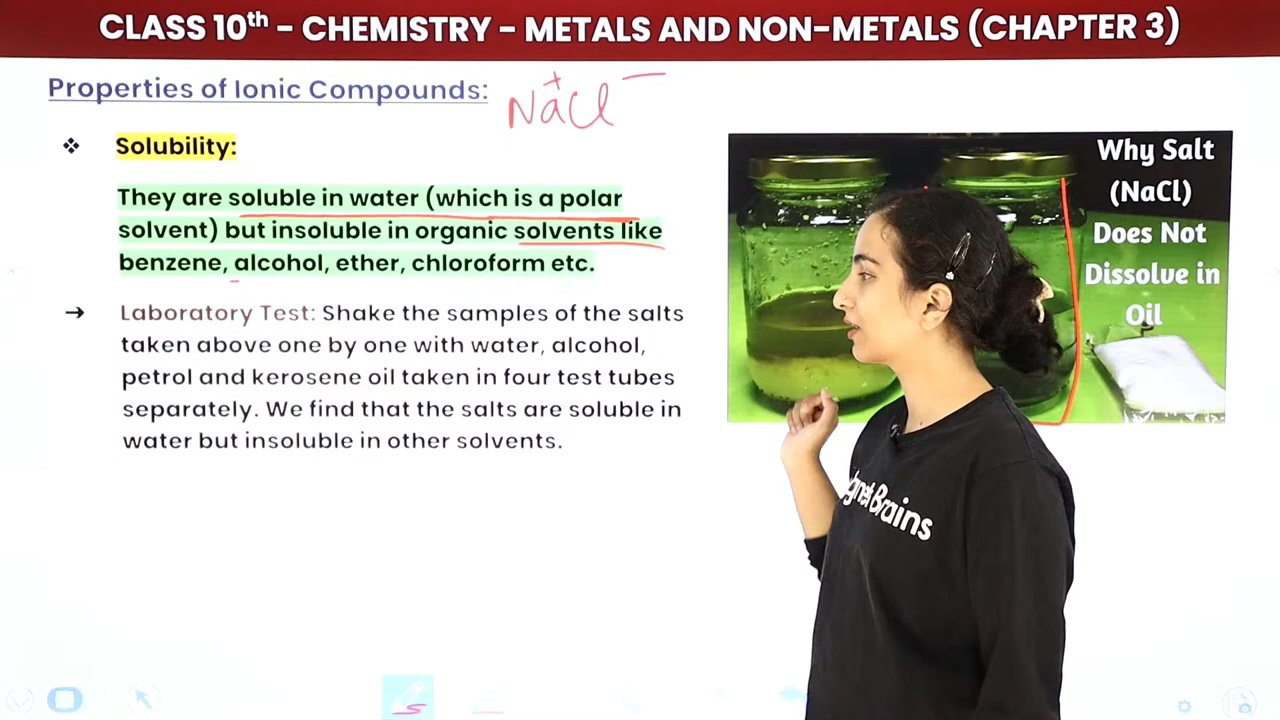 CLASS 10th - CHEMISTRY - METALS AND NON-METALS (CHAPTER 3)
Properties of Ionic Compounds:
Na+Cl−
❖ Solubility:
They are soluble in water (which is a polar
solvent) but insoluble in organic solvents like
benzene, alcohol, ether, chloroform etc.
→ Laboratory Test: Shake the samples of the salts
taken above one by one with water, alcohol,
petrol and kerosene oil taken in four test tubes
separately. We find that the salts are soluble in
water but insoluble in other solvents.
Why Salt
(NaCl)
Does Not
Dissolve in
Oil
Brains